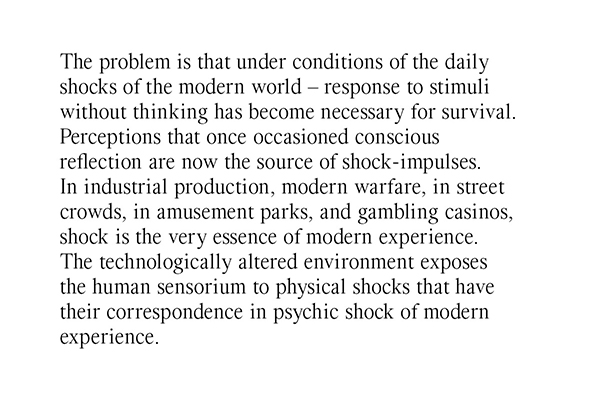 The problem is that under conditions of the daily
shocks of the modern world – response to stimuli
without thinking has become necessary for survival.
Perceptions that once occasioned conscious
reflection are now the source of shock-impulses.
In industrial production, modern warfare, in street
crowds, in amusement parks, and gambling casinos,
shock is the very essence of modern experience.
The technologically altered environment exposes
the human sensorium to physical shocks that have
their correspondence in psychic shock of modern
experience.